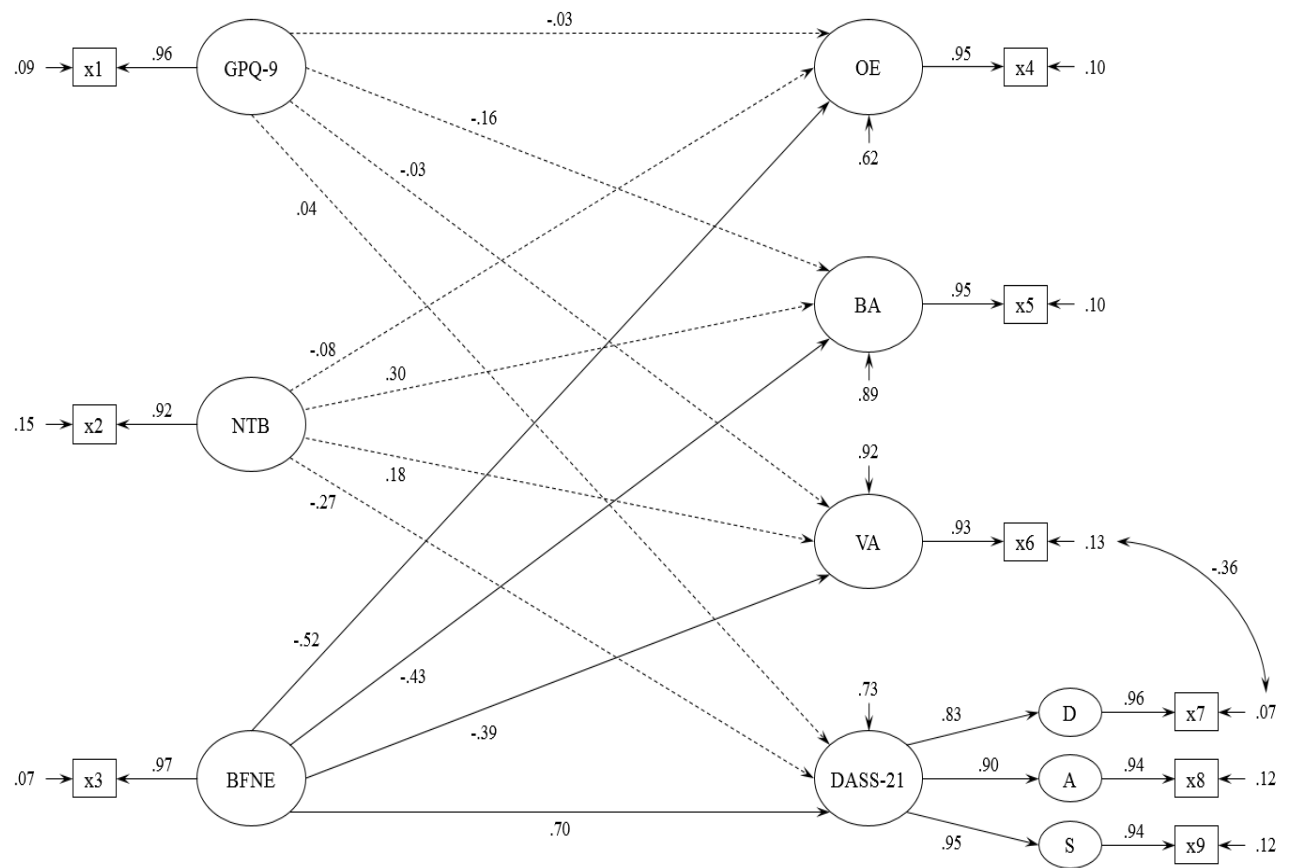 -.03
.09 x1 .96 GPQ-9 OE .95 x4 .10
-.16
.62
-.03
.04
BA .95 x5 .10
-.08
.30
.89
.15 x2 .92 NTB
.92
.18
-.27
VA .93 x6 .13
-.36
-.52
-.43
.73
.83 D .96 x7 .07
-.39
.07 x3 .97 BFNE DASS-21 .90 A .94 x8 .12
.70
.95 S .94 x9 .12